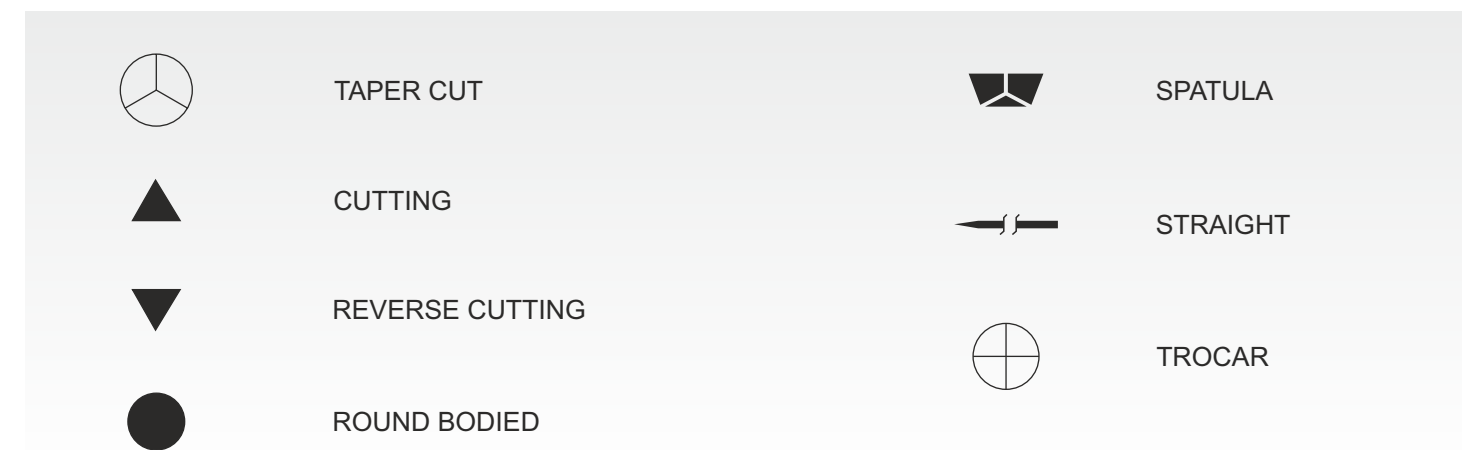 TAPER CUT
CUTTING
REVERSE CUTTING
ROUND BODIED
SPATULA
STRAIGHT
TROCAR